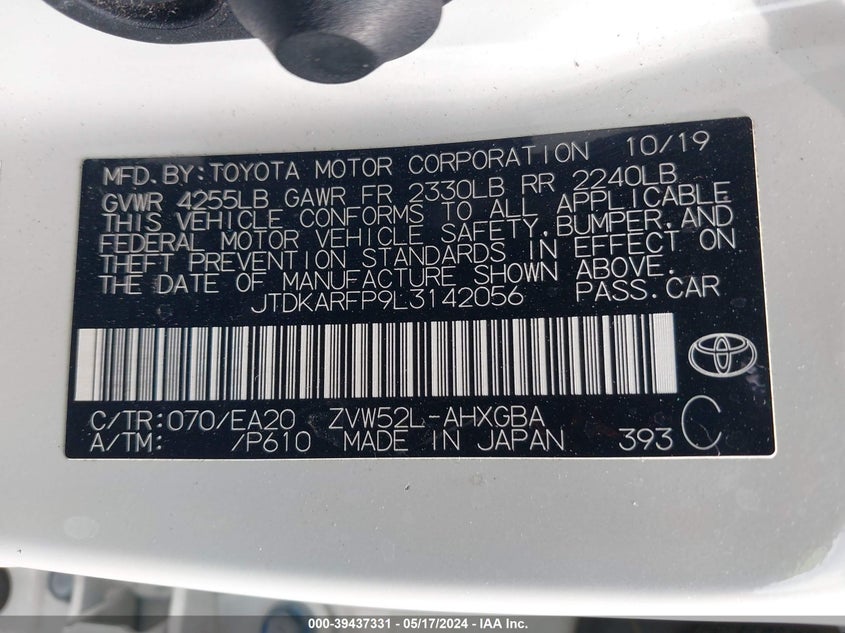 MFD.BY:TOYOTA MOTOR CORPORATION 10/19
GVWR 4255LB GAWR FR 2330LB RR 2240LB
THIS VEHICLE CONFORMS TO ALL APPLICABLE
FEDERAL MOTOR VEHICLE SAFETY,BUMPER,AND
THEFT PREVENTION STANDARDS IN EFFECT ON
THE DATE OF MANUFACTURE SHOWN ABOVE.
JTDKARFP9L3142056 PASS.CAR
C/TR:070/EA20 ZVW52L-AHXGBA
A/TM: /P610 MADE IN JAPAN 393 C
000-39437331 - 05/17/2024 - IAA Inc.